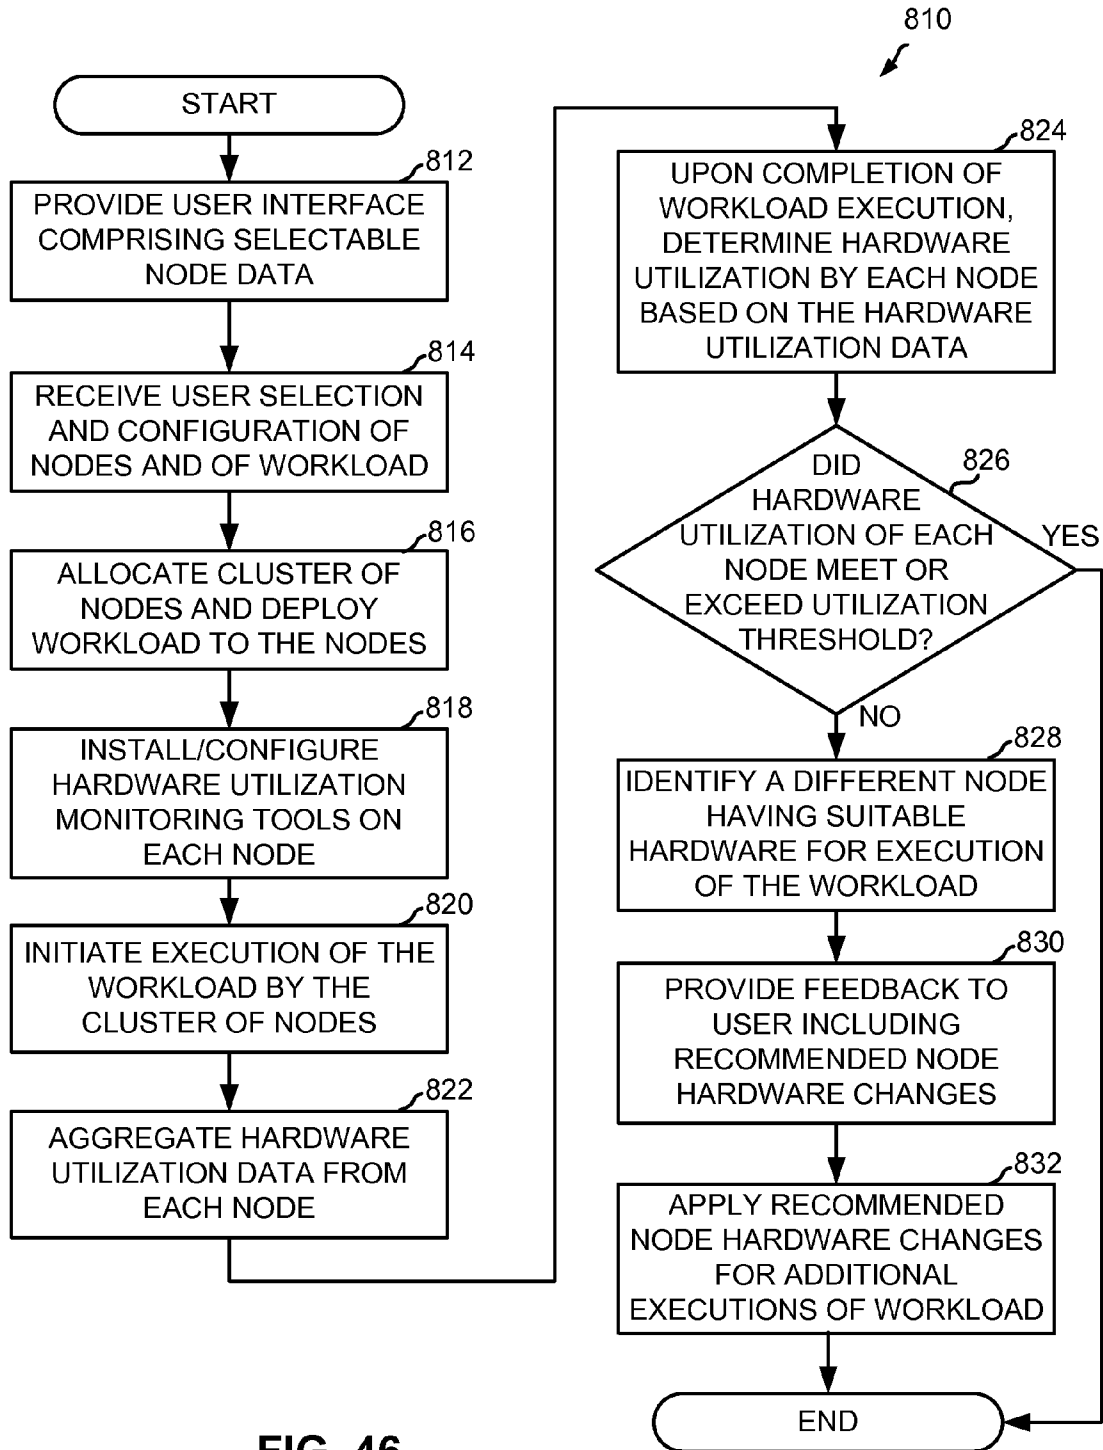 810
START
812
PROVIDE USER INTERFACE
COMPRISING SELECTABLE
NODE DATA
814
RECEIVE USER SELECTION
AND CONFIGURATION OF
NODES AND OF WORKLOAD
816
ALLOCATE CLUSTER OF
NODES AND DEPLOY
WORKLOAD TO THE NODES
818
INSTALL/CONFIGURE
HARDWARE UTILIZATION
MONITORING TOOLS ON
EACH NODE
820
INITIATE EXECUTION OF THE
WORKLOAD BY THE
CLUSTER OF NODES
822
AGGREGATE HARDWARE
UTILIZATION DATA FROM
EACH NODE
824
UPON COMPLETION OF
WORKLOAD EXECUTION,
DETERMINE HARDWARE
UTILIZATION BY EACH NODE
BASED ON THE HARDWARE
UTILIZATION DATA
826
DID
HARDWARE
UTILIZATION OF EACH
NODE MEET OR
EXCEED UTILIZATION
THRESHOLD?
YES
NO
828
IDENTIFY A DIFFERENT NODE
HAVING SUITABLE
HARDWARE FOR EXECUTION
OF THE WORKLOAD
830
PROVIDE FEEDBACK TO
USER INCLUDING
RECOMMENDED NODE
HARDWARE CHANGES
832
APPLY RECOMMENDED
NODE HARDWARE CHANGES
FOR ADDITIONAL
EXECUTIONS OF WORKLOAD
END
FIG. 46